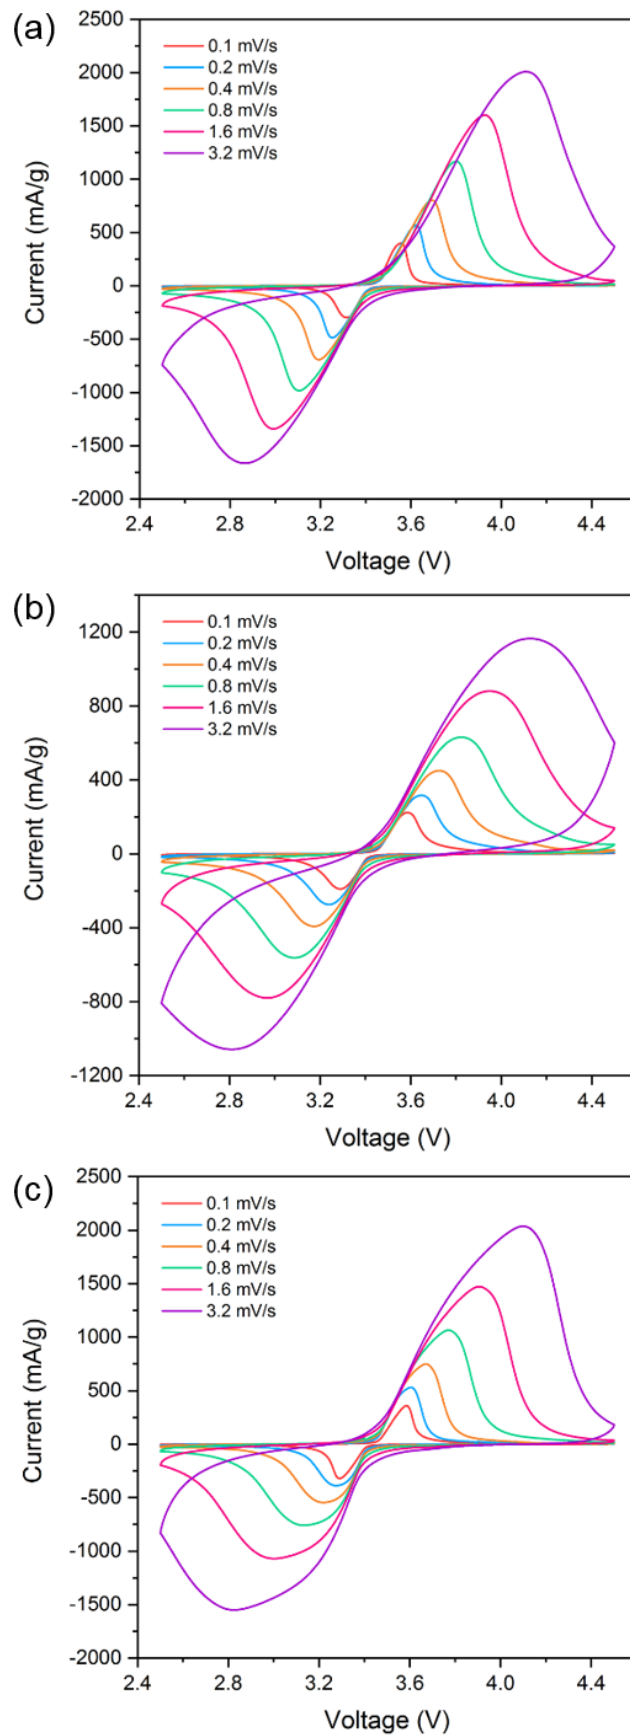 (a)
2500
2000
1500
1000
500
0
-500
-1000
-1500
-2000
Current (mA/g)
0.1 mV/s
0.2 mV/s
0.4 mV/s
0.8 mV/s
1.6 mV/s
3.2 mV/s
2.4 2.8 3.2 3.6 4.0 4.4
Voltage (V)
(b)
1200
800
400
0
-400
-800
-1200
Current (mA/g)
0.1 mV/s
0.2 mV/s
0.4 mV/s
0.8 mV/s
1.6 mV/s
3.2 mV/s
2.4 2.8 3.2 3.6 4.0 4.4
Voltage (V)
(c)
2500
2000
1500
1000
500
0
-500
-1000
-1500
-2000
Current (mA/g)
0.1 mV/s
0.2 mV/s
0.4 mV/s
0.8 mV/s
1.6 mV/s
3.2 mV/s
2.4 2.8 3.2 3.6 4.0 4.4
Voltage (V)